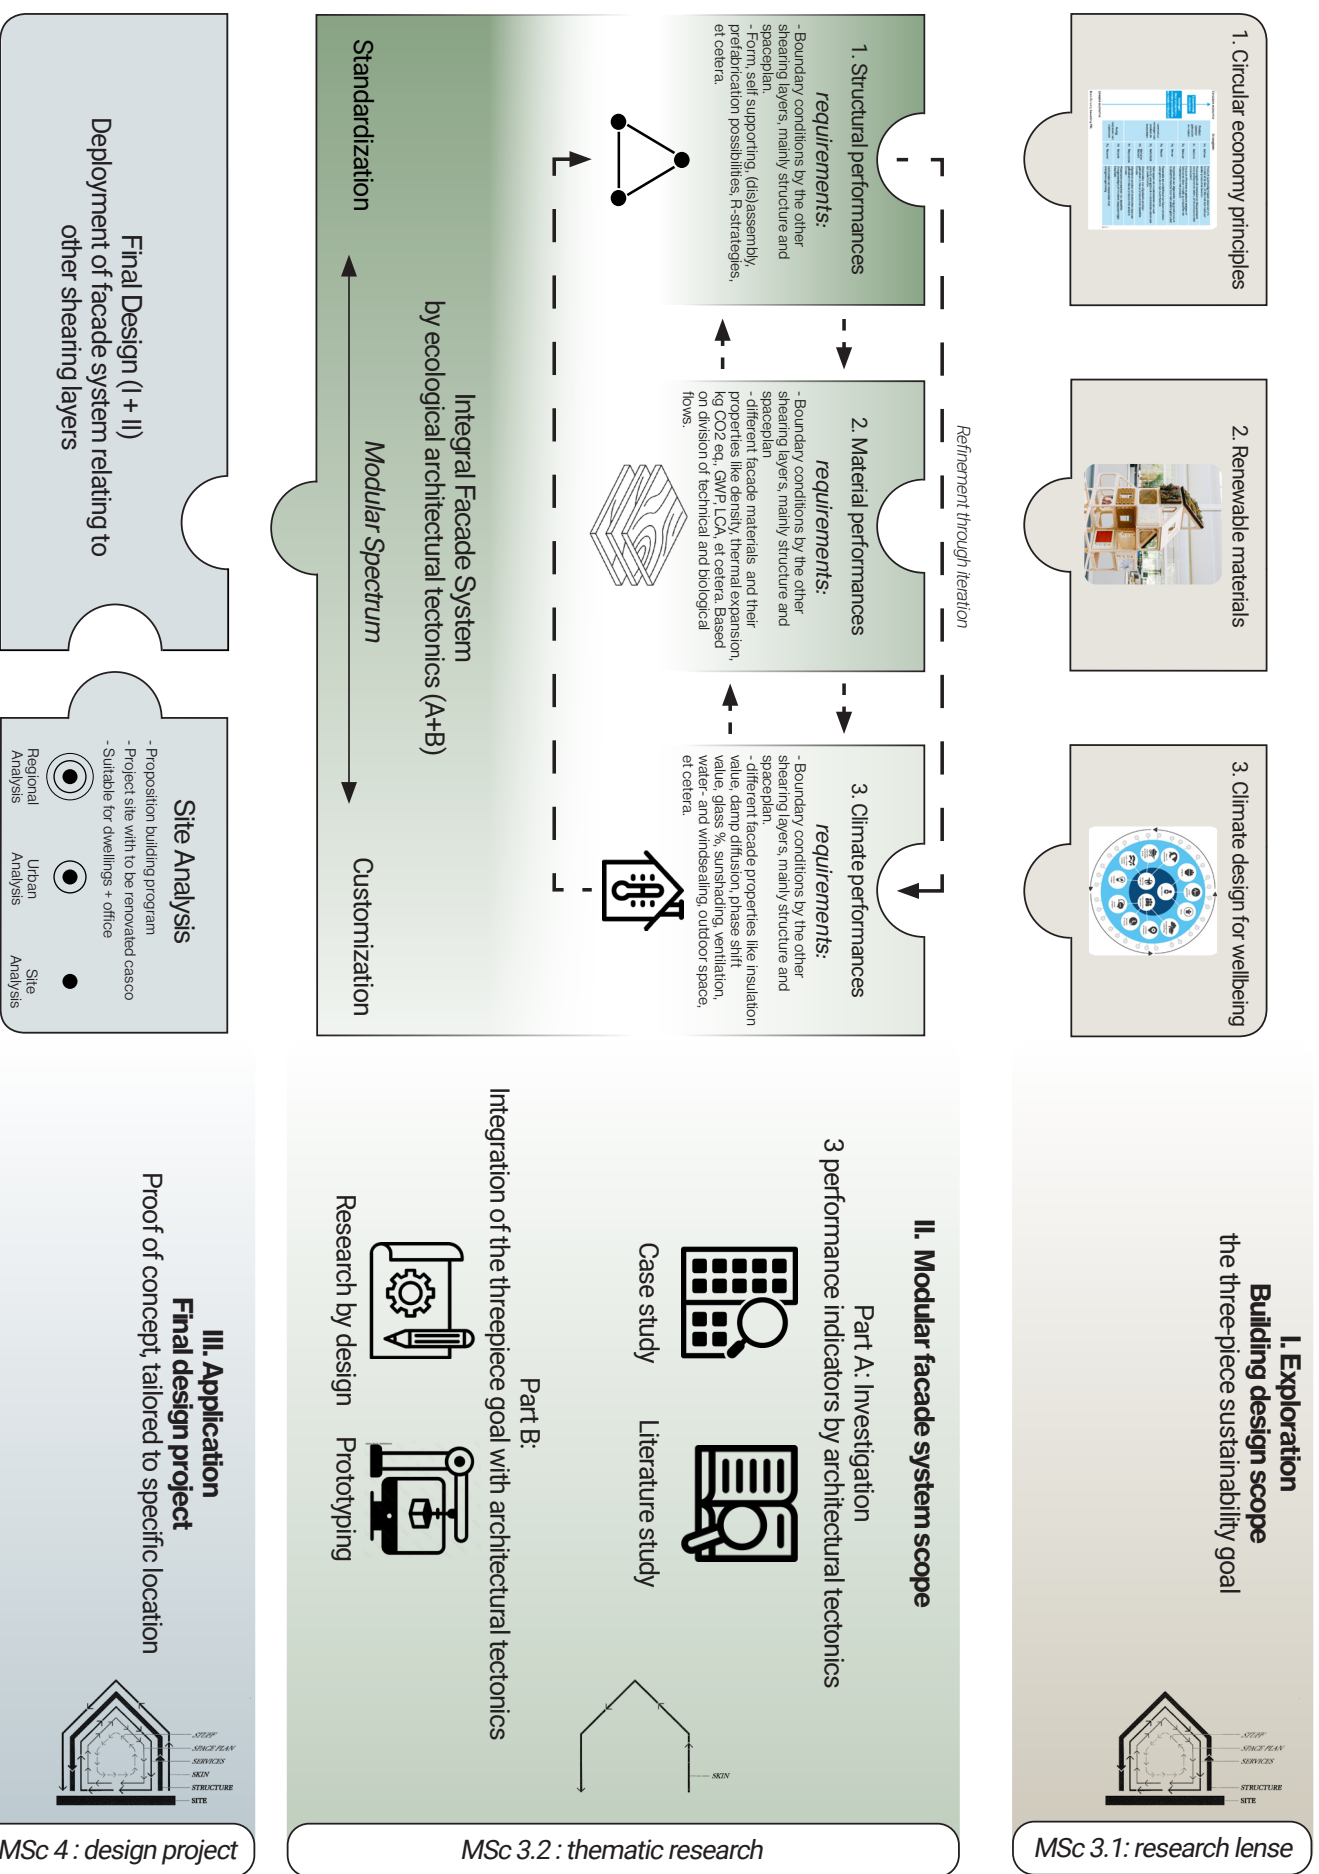 1. Circular economy principles
2. Renewable materials
3. Climate design for wellbeing
I. Exploration
Building design scope
the three-piece sustainability goal
STUFF
SPACE PLAN
SERVICES
STRUCTURE
SITE
MSc 3.1: research lense
Refinement through iteration
1. Structural performances
requirements:
- Boundary conditions by the other
shearing layers, mainly structure and
spaceplan.
- Form, self supporting, (dis)assembly,
prefabrication possibilities, R-strategies,
et cetera.
2. Material performances
requirements:
- Boundary conditions by the other
shearing layers, mainly structure and
spaceplan
- different facade materials and their
properties like density, thermal expansion,
kg CO2 eq., GWP, LCA, et cetera. Based
on division of technical and biological
flows.
3. Climate performances
requirements:
- Boundary conditions by the other
shearing layers, mainly structure and
spaceplan.
- different facade properties like insulation
value, damp diffusion, phase shift
value, glass %, sunshading, ventilation,
water- and windsealing, outdoor space,
et cetera.
Integral Facade System
by ecological architectural tectonics (A+B)
Modular Spectrum
Standardization
Customization
II. Modular facade system scope
Part A: Investigation
3 performance indicators by architectural tectonics
Case study
Literature study
Part B:
Integration of the threepiece goal with architectural tectonics
Research by design
Prototyping
SKIN
MSc 3.2 : thematic research
Final Design (I + II)
Deployment of facade system relating to
other shearing layers
Site Analysis
- Proposition building program
- Project site with to be renovated casco
- Suitable for dwellings + office
Regional
Analysis
Urban
Analysis
Site
Analysis
III. Application
Final design project
Proof of concept, tailored to specific location
STUFF
SPACE PLAN
SERVICES
SKIN
STRUCTURE
SITE
MSc 4 : design project